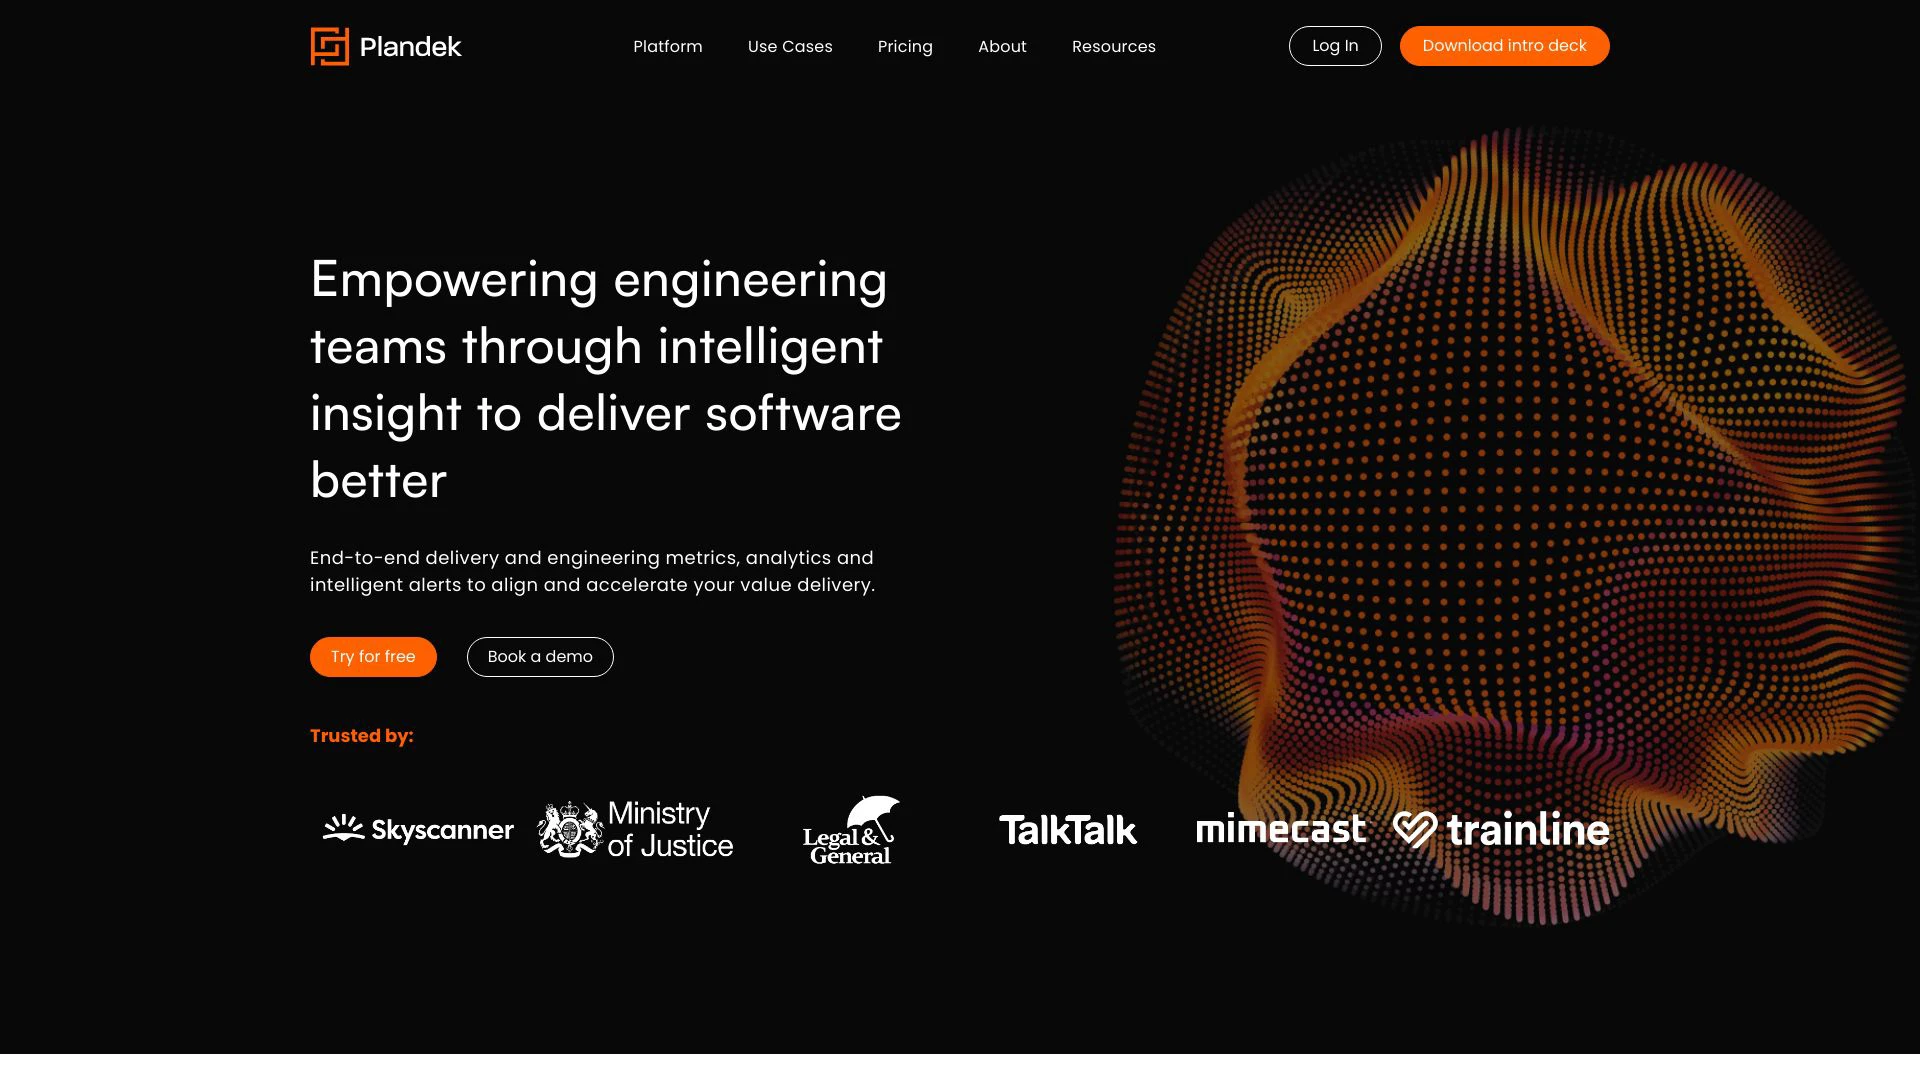 Plandek
Platform
Use Cases
Pricing
About
Resources
Log In
Download intro deck
Empowering engineering
teams through intelligent
insight to deliver software
better
End-to-end delivery and engineering metrics, analytics and
intelligent alerts to align and accelerate your value delivery.
Try for free
Book a demo
Trusted by:
Skyscanner
Ministry
of Justice
Legal &
General
TalkTalk
mimecast
trainline